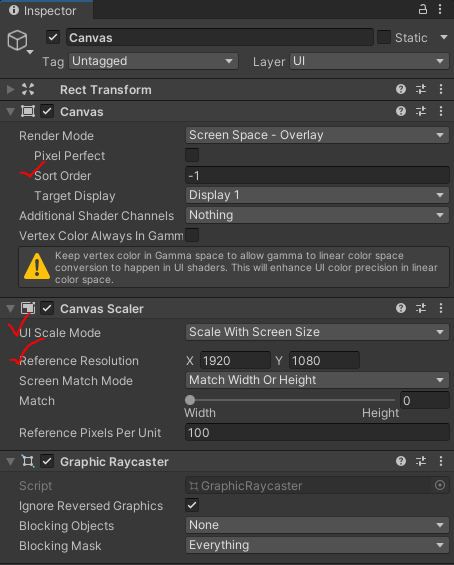 Inspector
Canvas Static
Tag Untagged Layer UI
Rect Transform
Canvas
Render Mode Screen Space - Overlay
Pixel Perfect
Sort Order -1
Target Display Display 1
Additional Shader Channels Nothing
Vertex Color Always In Gamm
Keep vertex color in Gamma space to allow gamma to linear color space
conversion to happen in UI shaders. This will enhance UI color precision in linear
color space.
Canvas Scaler
UI Scale Mode Scale With Screen Size
Reference Resolution X 1920 Y 1080
Screen Match Mode Match Width Or Height
Match 0
Width Height
Reference Pixels Per Unit 100
Graphic Raycaster
Script GraphicRaycaster
Ignore Reversed Graphics
Blocking Objects None
Blocking Mask Everything